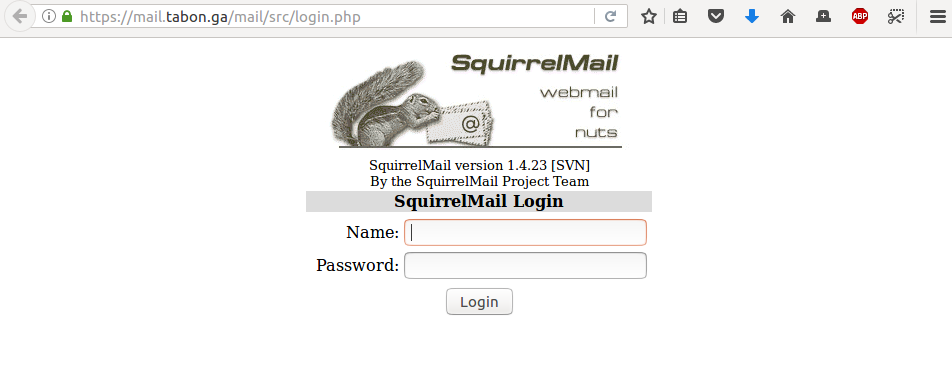 https://mail.tabon.ga/mail/src/login.php
ABP
SquirrelMail
webmail
for
nuts
@
SquirrelMail version 1.4.23 [SVN]
By the SquirrelMail Project Team
SquirrelMail Login
Name:
Password:
Login